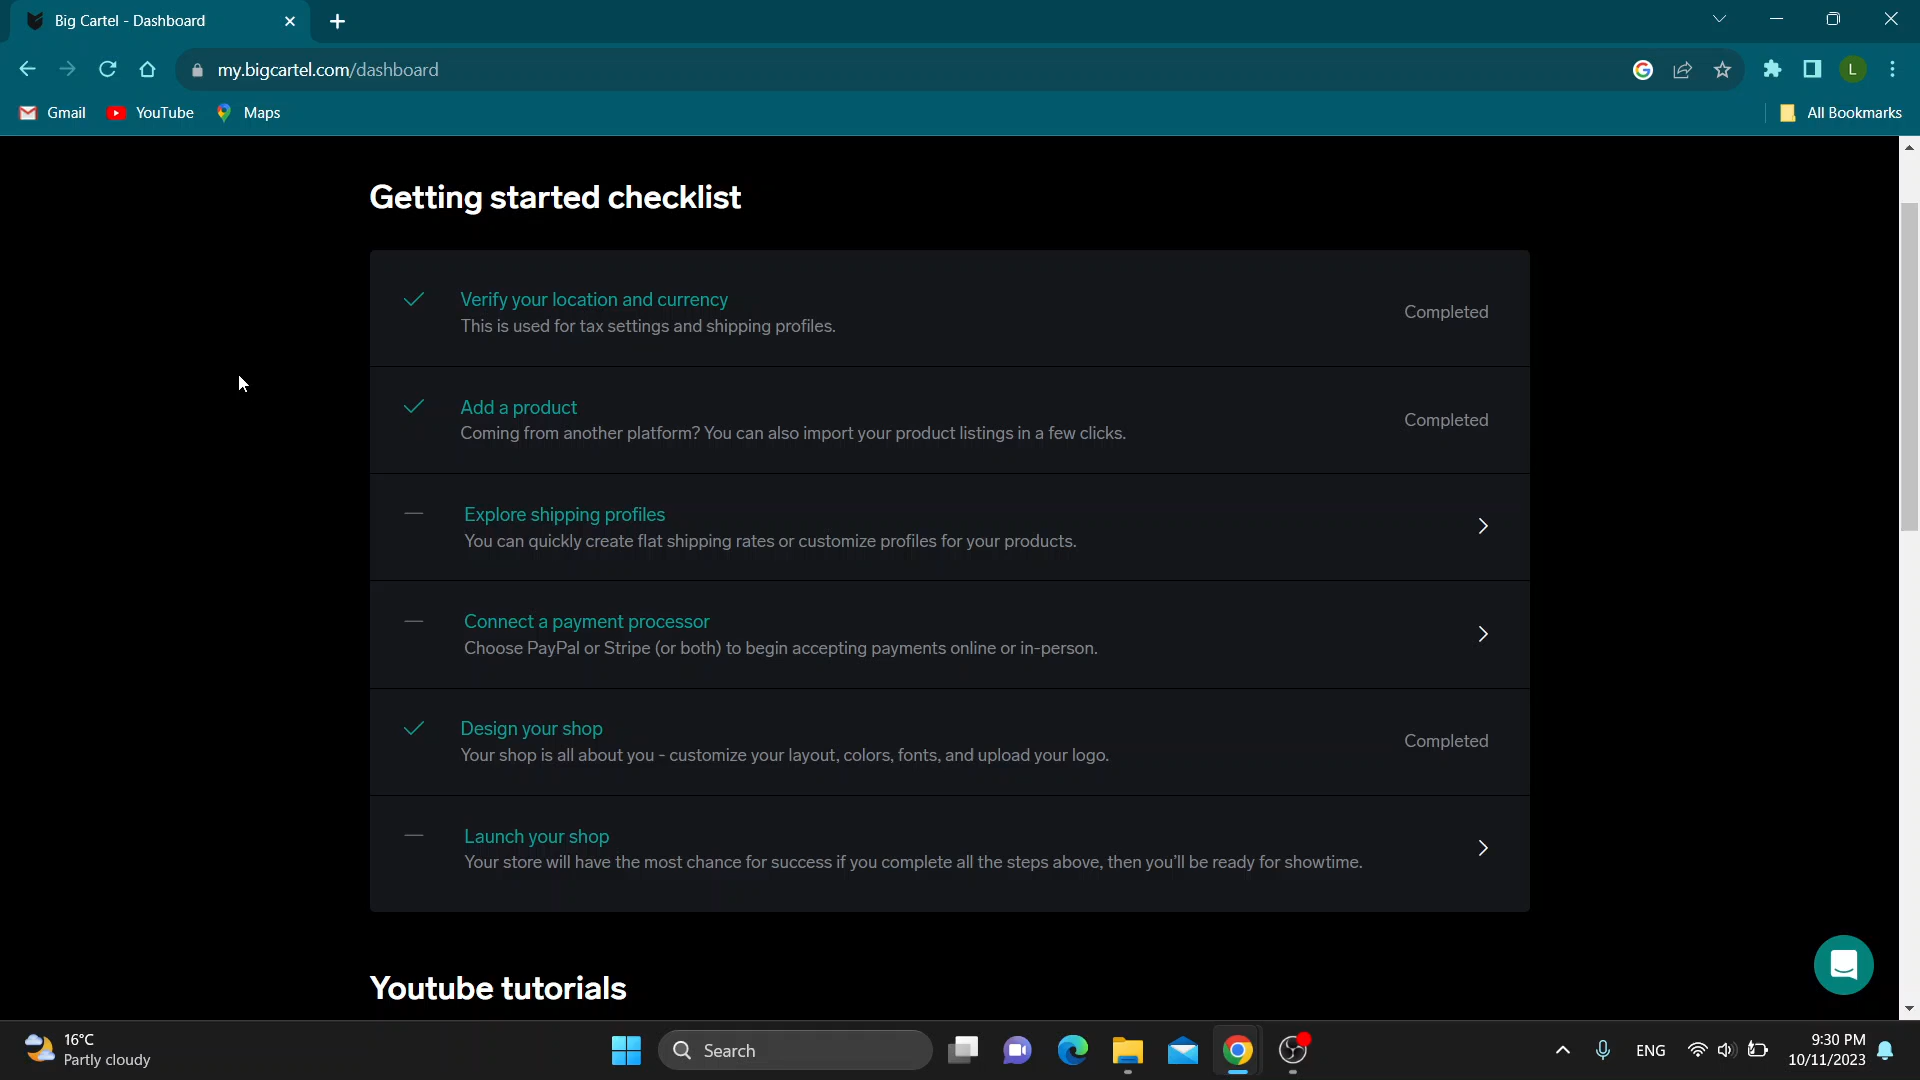 Big Cartel - Dashboard
my.bigcartel.com/dashboard
L
Gmail
YouTube
Maps
All Bookmarks
Getting started checklist
Verify your location and currency
This is used for tax settings and shipping profiles.
Completed
Add a product
Coming from another platform? You can also import your product listings in a few clicks.
Completed
Explore shipping profiles
You can quickly create flat shipping rates or customize profiles for your products.
Connect a payment processor
Choose PayPal or Stripe (or both) to begin accepting payments online or in-person.
Design your shop
Your shop is all about you - customize your layout, colors, fonts, and upload your logo.
Completed
Launch your shop
Your store will have the most chance for success if you complete all the steps above, then you'll be ready for showtime.
Youtube tutorials
16°C
Partly cloudy
Search
ENG
9:30 PM
10/11/2023